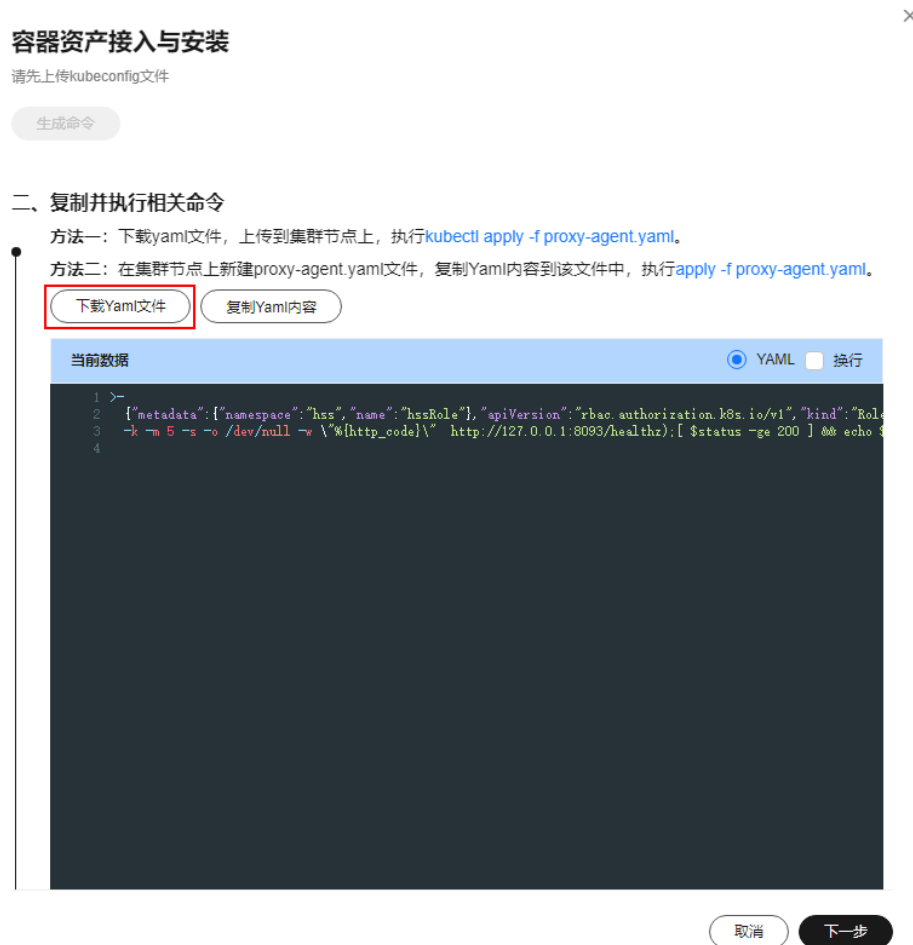 容器资产接入与安装
请先上传kubeconfig文件
生成命令
二、复制并执行相关命令
方法一：下载yaml文件，上传到集群节点上，执行kubectl apply -f proxy-agent.yaml。
方法二：在集群节点上新建proxy-agent.yaml文件，复制Yaml内容到该文件中，执行apply -f proxy-agent.yaml。
下载Yaml文件 复制Yaml内容
当前数据 YAML 换行
1 >-
2 {"metadata":{"namespace":"hss","name":"hssRole"},"apiVersion":"rbac.authorization.k8s.io/v1","kind":"Role
3 -k -m 5 -s -o /dev/null -w \"%{http_code}\" http://127.0.0.1:8093/healthz);[ $status -ge 200 ] && echo $
4
取消 下一步